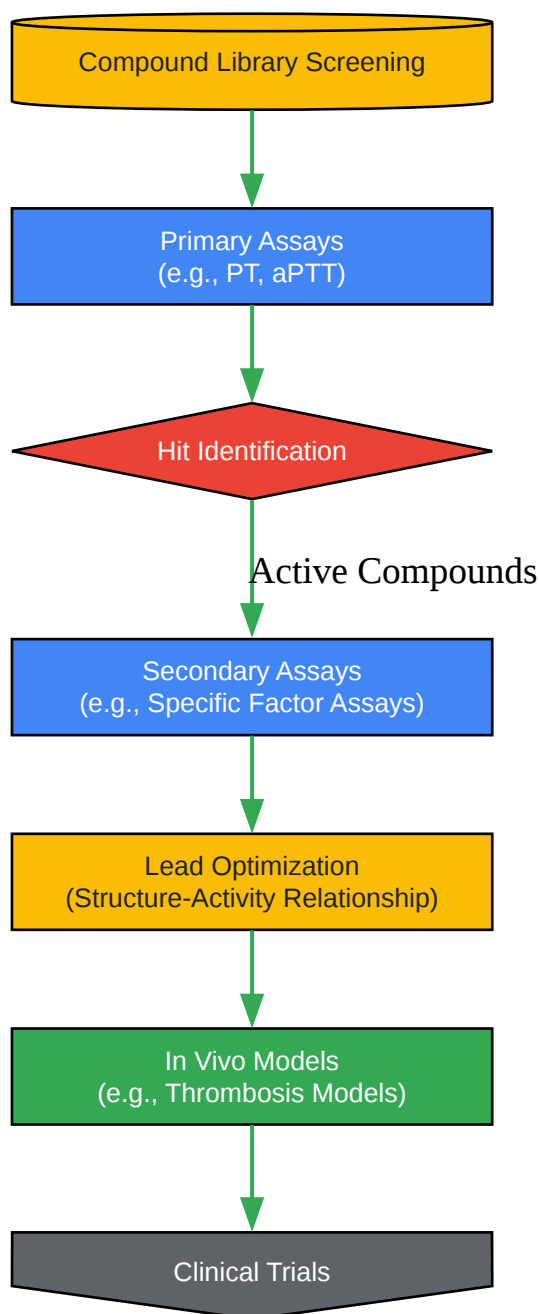 Compound Library Screening
Primary Assays
(e.g., PT, aPTT)
Hit Identification
Active Compounds
Secondary Assays
(e.g., Specific Factor Assays)
Lead Optimization
(Structure-Activity Relationship)
In Vivo Models
(e.g., Thrombosis Models)
Clinical Trials